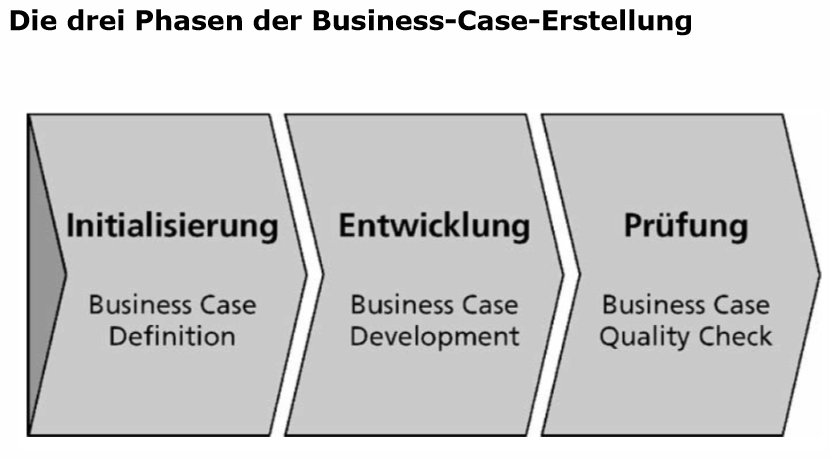 Die drei Phasen der Business-Case-Erstellung
Initialisierung
Business Case
Definition
Entwicklung
Business Case
Development
Prüfung
Business Case
Quality Check